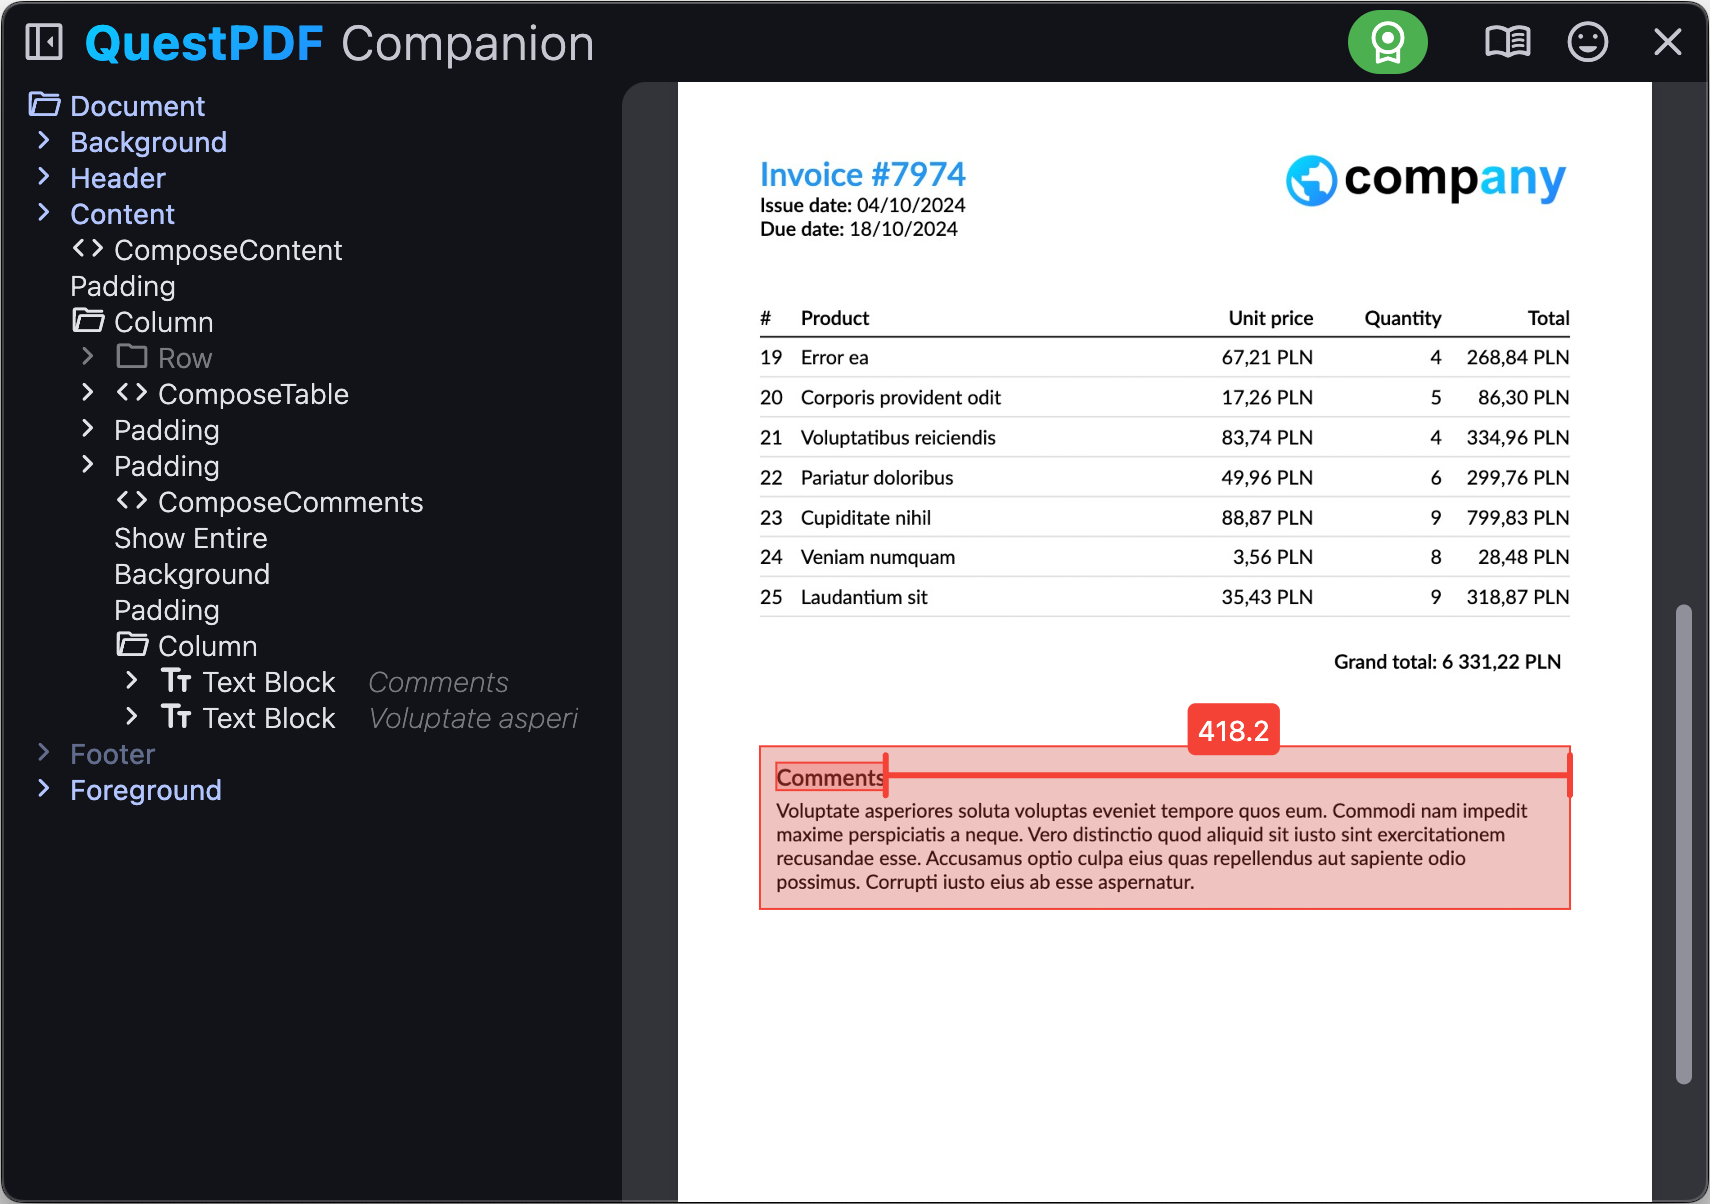 QuestPDF Companion
Document
Background
Header
Content
<> ComposeContent
Padding
Column
Row
<> ComposeTable
Padding
Padding
<> ComposeComments
Show Entire
Background
Padding
Column
Text Block Comments
Text Block Voluptate asperi
Footer
Foreground
Invoice #7974
Issue date: 04/10/2024
Due date: 18/10/2024
company
# Product Unit price Quantity Total
19 Error ea 67,21 PLN 4 268,84 PLN
20 Corporis provident odit 17,26 PLN 5 86,30 PLN
21 Voluptatibus reiciendis 83,74 PLN 4 334,96 PLN
22 Pariatur doloribus 49,96 PLN 6 299,76 PLN
23 Cupiditate nihil 88,87 PLN 9 799,83 PLN
24 Veniam numquam 3,56 PLN 8 28,48 PLN
25 Laudantium sit 35,43 PLN 9 318,87 PLN
Grand total: 6 331,22 PLN
418.2
Comments
Voluptate asperiores soluta voluptas eveniet tempore quos eum. Commodi nam impedit
maxime perspiciatis a neque. Vero distinctio quod aliquid sit iusto sint exercitationem
recusandae esse. Accusamus optio culpa eius quas repellendus aut sapiente odio
possimus. Corrupti iusto eius ab esse aspernatur.